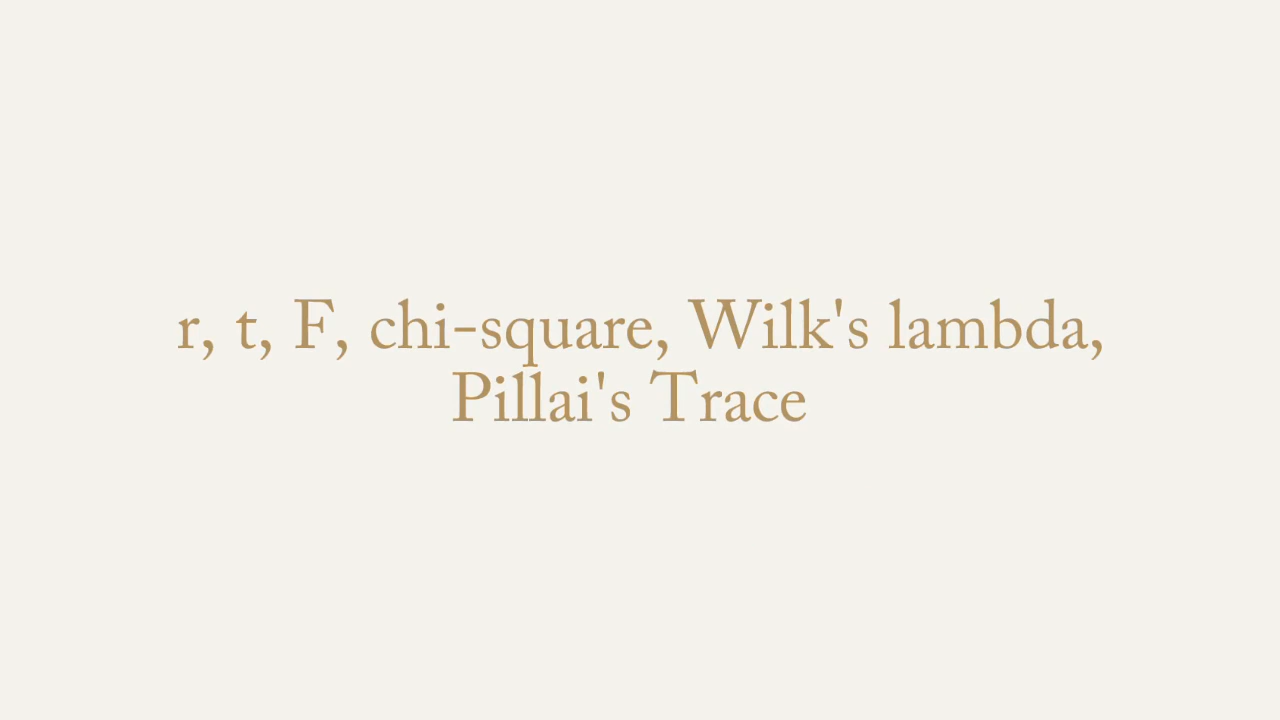 r, t, F, chi-square, Wilk's lambda,
Pillai's Trace